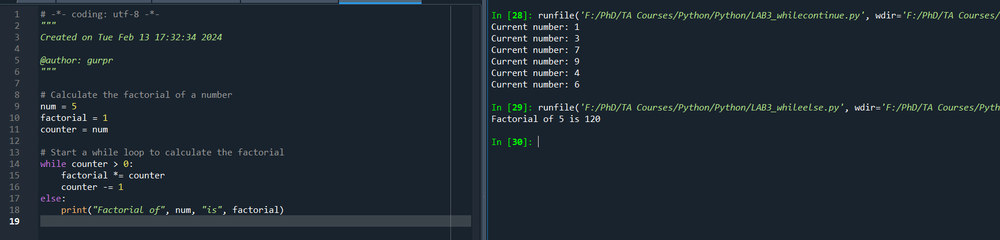 1 # -*- coding: utf-8 -*-
2 """
3 Created on Tue Feb 13 17:32:34 2024
4
5 @author: gurpr
6 """
7
8 # Calculate the factorial of a number
9 num = 5
10 factorial = 1
11 counter = num
12
13 # Start a while loop to calculate the factorial
14 while counter > 0:
15     factorial *= counter
16     counter -= 1
17 else:
18     print("Factorial of", num, "is", factorial)
19
In [28]: runfile('F:/PhD/TA Courses/Python/Python/LAB3_whilecontinue.py', wdir='F:/PhD/TA Courses/
Current number: 1
Current number: 3
Current number: 7
Current number: 9
Current number: 4
Current number: 6
In [29]: runfile('F:/PhD/TA Courses/Python/Python/LAB3_whileelse.py', wdir='F:/PhD/TA Courses/Pyth
Factorial of 5 is 120
In [30]: